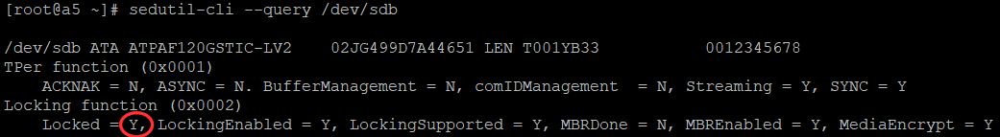 [root@a5 ~]# sedutil-cli --query /dev/sdb
/dev/sdb ATA ATPAF120GSTIC-LV2    02JG499D7A44651 LEN T001YB33           0012345678
TPer function (0x0001)
    ACKNAK = N, ASYNC = N. BufferManagement = N, comIDManagement  = N, Streaming = Y, SYNC = Y
Locking function (0x0002)
    Locked = Y, LockingEnabled = Y, LockingSupported = Y, MBRDone = N, MBREnabled = Y, MediaEncrypt = Y